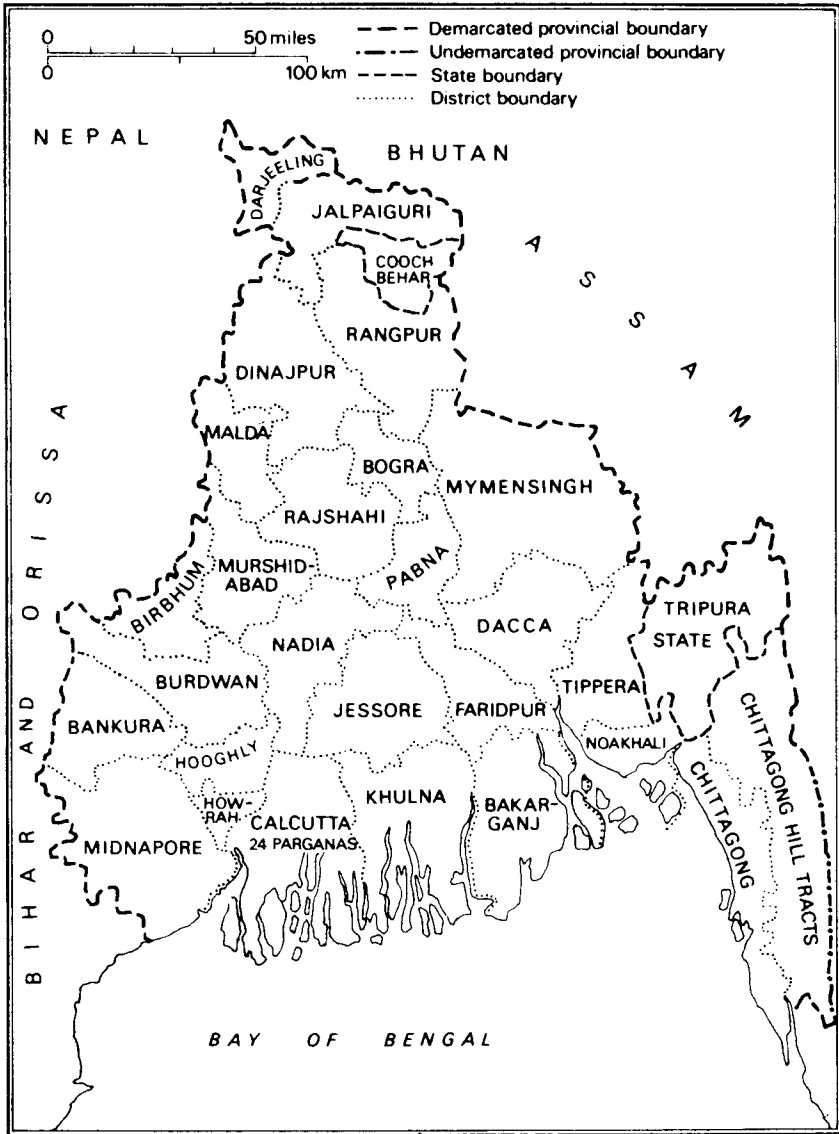 0 50 miles
0 100 km
Demarcated provincial boundary
Undemarcated provincial boundary
State boundary
District boundary
NEPAL
BHUTAN
DARJEELING
JALPAIGURI
ASSAM
COOCH
BEHAR
RANGPUR
DINAJPUR
MALDA
BOGRA
MYMENSINGH
RAJSHAHI
MURSHID-
ABAD
PABNA
BIRBHUM
TRIPURA
STATE
DACCA
NADIA
BURDWAN
TIPPERA
BANKURA
JESSORE
FARIDPUR
NOAKHALI
HOOGHLY
HOW-
RAH
CALCUTTA
24 PARGANAS
KHULNA
BAKAR-
GANJ
MIDNAPORE
CHITTAGONG
CHITTAGONG HILL TRACTS
BIHAR AND ORISSA
BAY OF BENGAL